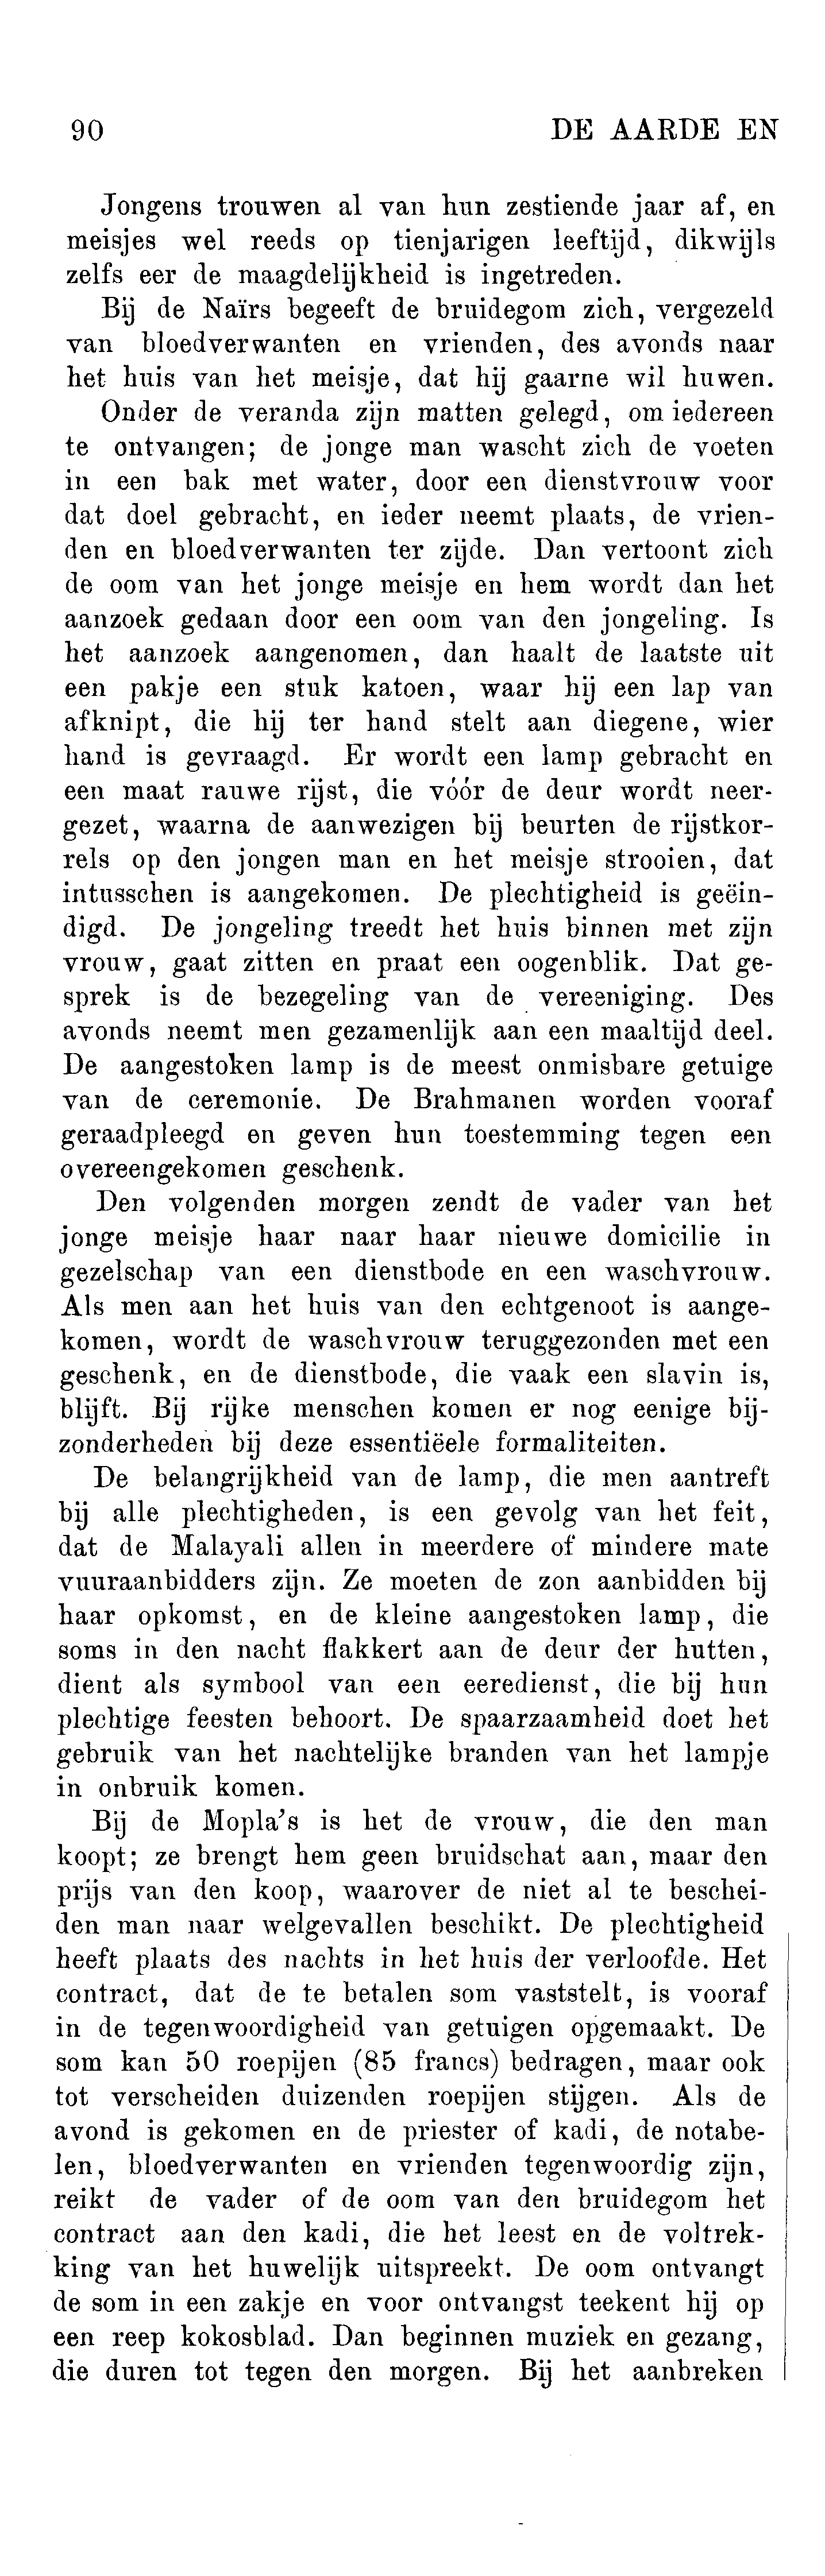 90 DE AARDE EN
Jongens trouwen al van hun zestiende jaar af, en
meisjes wel reeds op tienjarigen leeftijd, dikwijls
zelfs eer de maagdelijkheid is ingetreden.
Bij de Naïrs begeeft de bruidegom zich, vergezeld
van bloedverwanten en vrienden, des avonds naar
het huis van het meisje, dat hij gaarne wil huwen.
Onder de veranda zijn matten gelegd, om iedereen
te ontvangen; de jonge man wascht zich de voeten
in een bak met water, door een dienstvrouw voor
dat doel gebracht, en ieder neemt plaats, de vrien-
den en bloedverwanten ter zijde. Dan vertoont zich
de oom van het jonge meisje en hem wordt dan het
aanzoek gedaan door een oom van den jongeling. Is
het aanzoek aangenomen, dan haalt de laatste uit
een pakje een stuk katoen, waar hij een lap van
afknipt, die hij ter hand stelt aan diegene, wier
hand is gevraagd. Er wordt een lamp gebracht en
een maat rauwe rijst, die vóór de deur wordt neer-
gezet, waarna de aanwezigen bij beurten de rijstkor-
rels op den jongen man en het meisje strooien, dat
intusschen is aangekomen. De plechtigheid is geëin-
digd. De jongeling treedt het huis binnen met zijn
vrouw, gaat zitten en praat een oogenblik. Dat ge-
sprek is de bezegeling van de vereeniging. Des
avonds neemt men gezamenlijk aan een maaltijd deel.
De aangestoken lamp is de meest onmisbare getuige
van de ceremonie. De Brahmanen worden vooraf
geraadpleegd en geven hun toestemming tegen een
overeengekomen geschenk.
Den volgenden morgen zendt de vader van het
jonge meisje haar naar haar nieuwe domicilie in
gezelschap van een dienstbode en een waschvrouw.
Als men aan het huis van den echtgenoot is aange-
komen, wordt de waschvrouw teruggezonden met een
geschenk, en de dienstbode, die vaak een slavin is,
blijft. Bij rijke menschen komen er nog eenige bij-
zonderheden bij deze essentiëele formaliteiten.
De belangrijkheid van de lamp, die men aantreft
bij alle plechtigheden, is een gevolg van het feit,
dat de Malayali allen in meerdere of mindere mate
vuuraanbidders zijn. Ze moeten de zon aanbidden bij
haar opkomst, en de kleine aangestoken lamp, die
soms in den nacht flakkert aan de deur der hutten,
dient als symbool van een eeredienst, die bij hun
plechtige feesten behoort. De spaarzaamheid doet het
gebruik van het nachtelijke branden van het lampje
in onbruik komen.
Bij de Mopla's is het de vrouw, die den man
koopt; ze brengt hem geen bruidschat aan, maar den
prijs van den koop, waarover de niet al te beschei-
den man naar welgevallen beschikt. De plechtigheid
heeft plaats des nachts in het huis der verloofde. Het
contract, dat de te betalen som vaststelt, is vooraf
in de tegenwoordigheid van getuigen opgemaakt. De
som kan 50 roepijen (85 francs) bedragen, maar ook
tot verscheiden duizenden roepijen stijgen. Als de
avond is gekomen en de priester of kadi, de notabe-
len, bloedverwanten en vrienden tegenwoordig zijn,
reikt de vader of de oom van den bruidegom het
contract aan den kadi, die het leest en de voltrek-
king van het huwelijk uitspreekt. De oom ontvangt
de som in een zakje en voor ontvangst teekent hij op
een reep kokosblad. Dan beginnen muziek en gezang,
die duren tot tegen den morgen. Bij het aanbreken